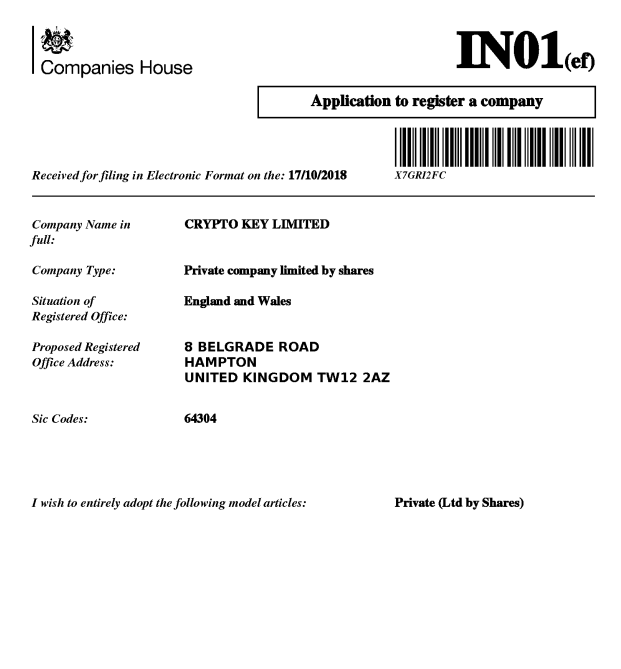 Companies House
IN01(ef)
Application to register a company
Received for filing in Electronic Format on the: 17/10/2018
X7GRI2FC
Company Name in
full:
CRYPTO KEY LIMITED
Company Type:
Private company limited by shares
Situation of
Registered Office:
England and Wales
Proposed Registered
Office Address:
8 BELGRADE ROAD
HAMPTON
UNITED KINGDOM TW12 2AZ
Sic Codes:
64304
I wish to entirely adopt the following model articles:
Private (Ltd by Shares)